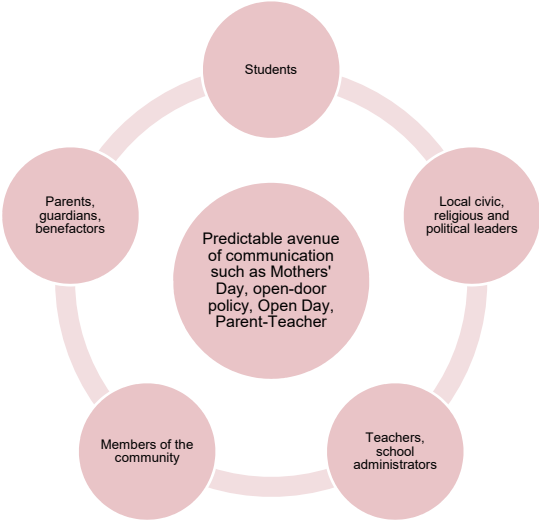 Students
Parents,
guardians,
benefactors
Local civic,
religious and
political leaders
Predictable avenue
of communication
such as Mothers'
Day, open-door
policy, Open Day,
Parent-Teacher
Members of the
community
Teachers,
school
administrators